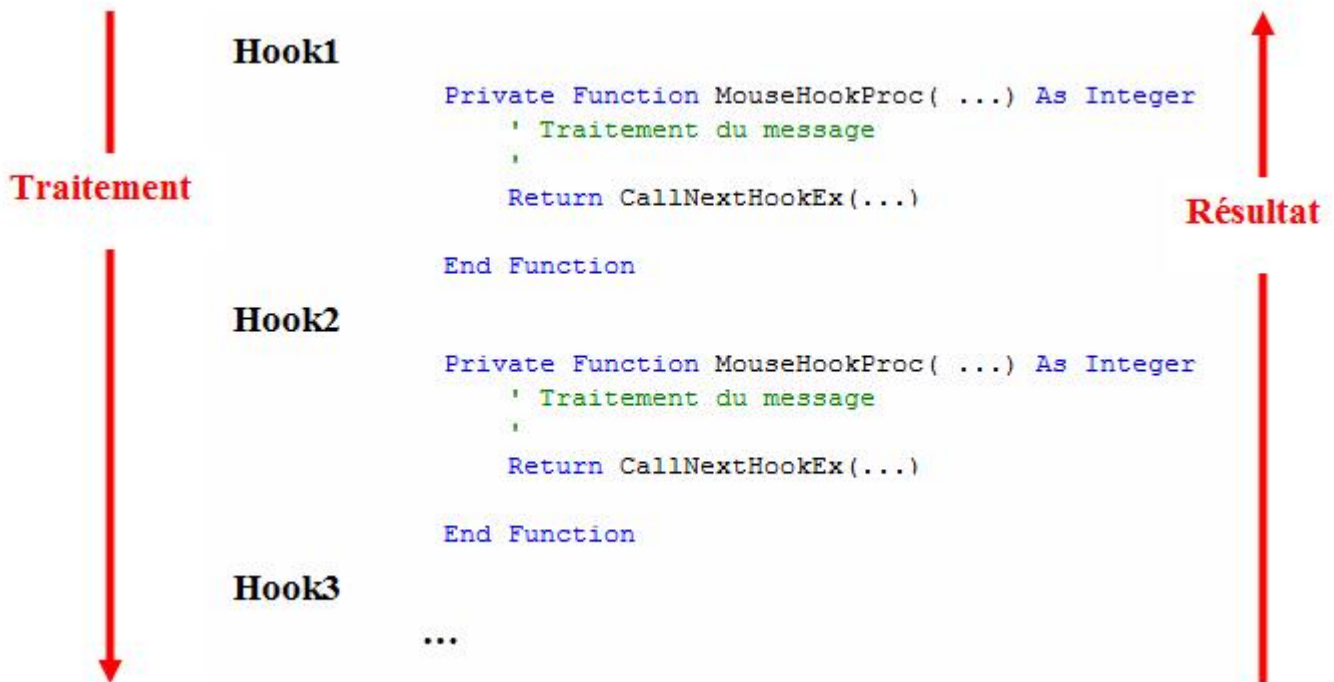 Hook1
Private Function MouseHookProc( ...) As Integer
' Traitement du message
'
Traitement
Return CallNextHookEx(...)
Résultat
End Function
Hook2
Private Function MouseHookProc( ...) As Integer
' Traitement du message
'
Return CallNextHookEx(...)
End Function
Hook3
...